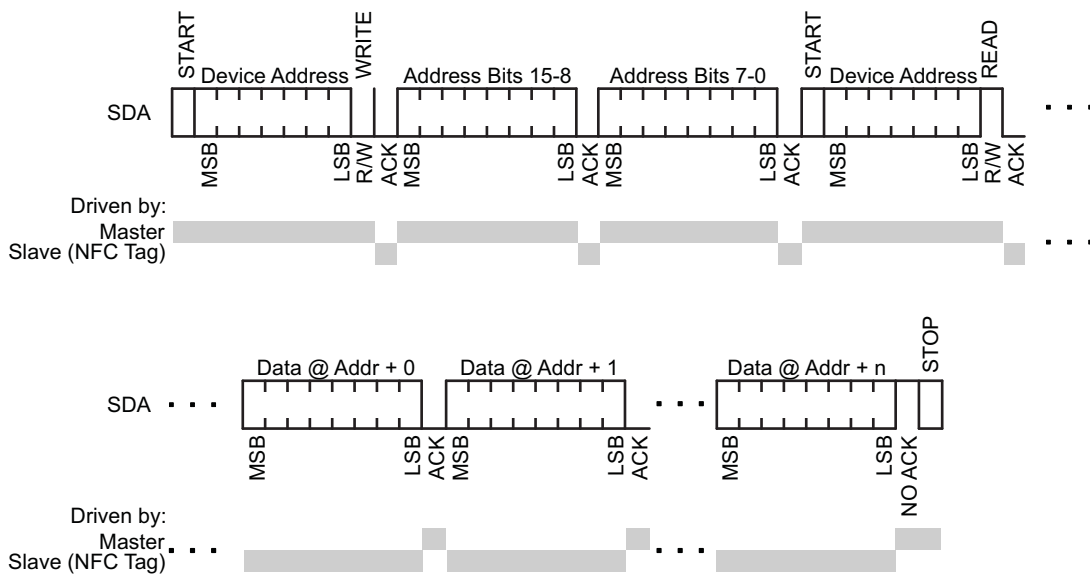 START Device Address WRITE Address Bits 15-8 Address Bits 7-0 START Device Address READ
SDA
MSB LSB R/W ACK MSB LSB ACK MSB LSB ACK MSB LSB R/W ACK
Driven by:
Master
Slave (NFC Tag)
Data @ Addr + 0 Data @ Addr + 1 Data @ Addr + n STOP
SDA
MSB LSB ACK MSB LSB ACK MSB LSB NO ACK
Driven by:
Master
Slave (NFC Tag)